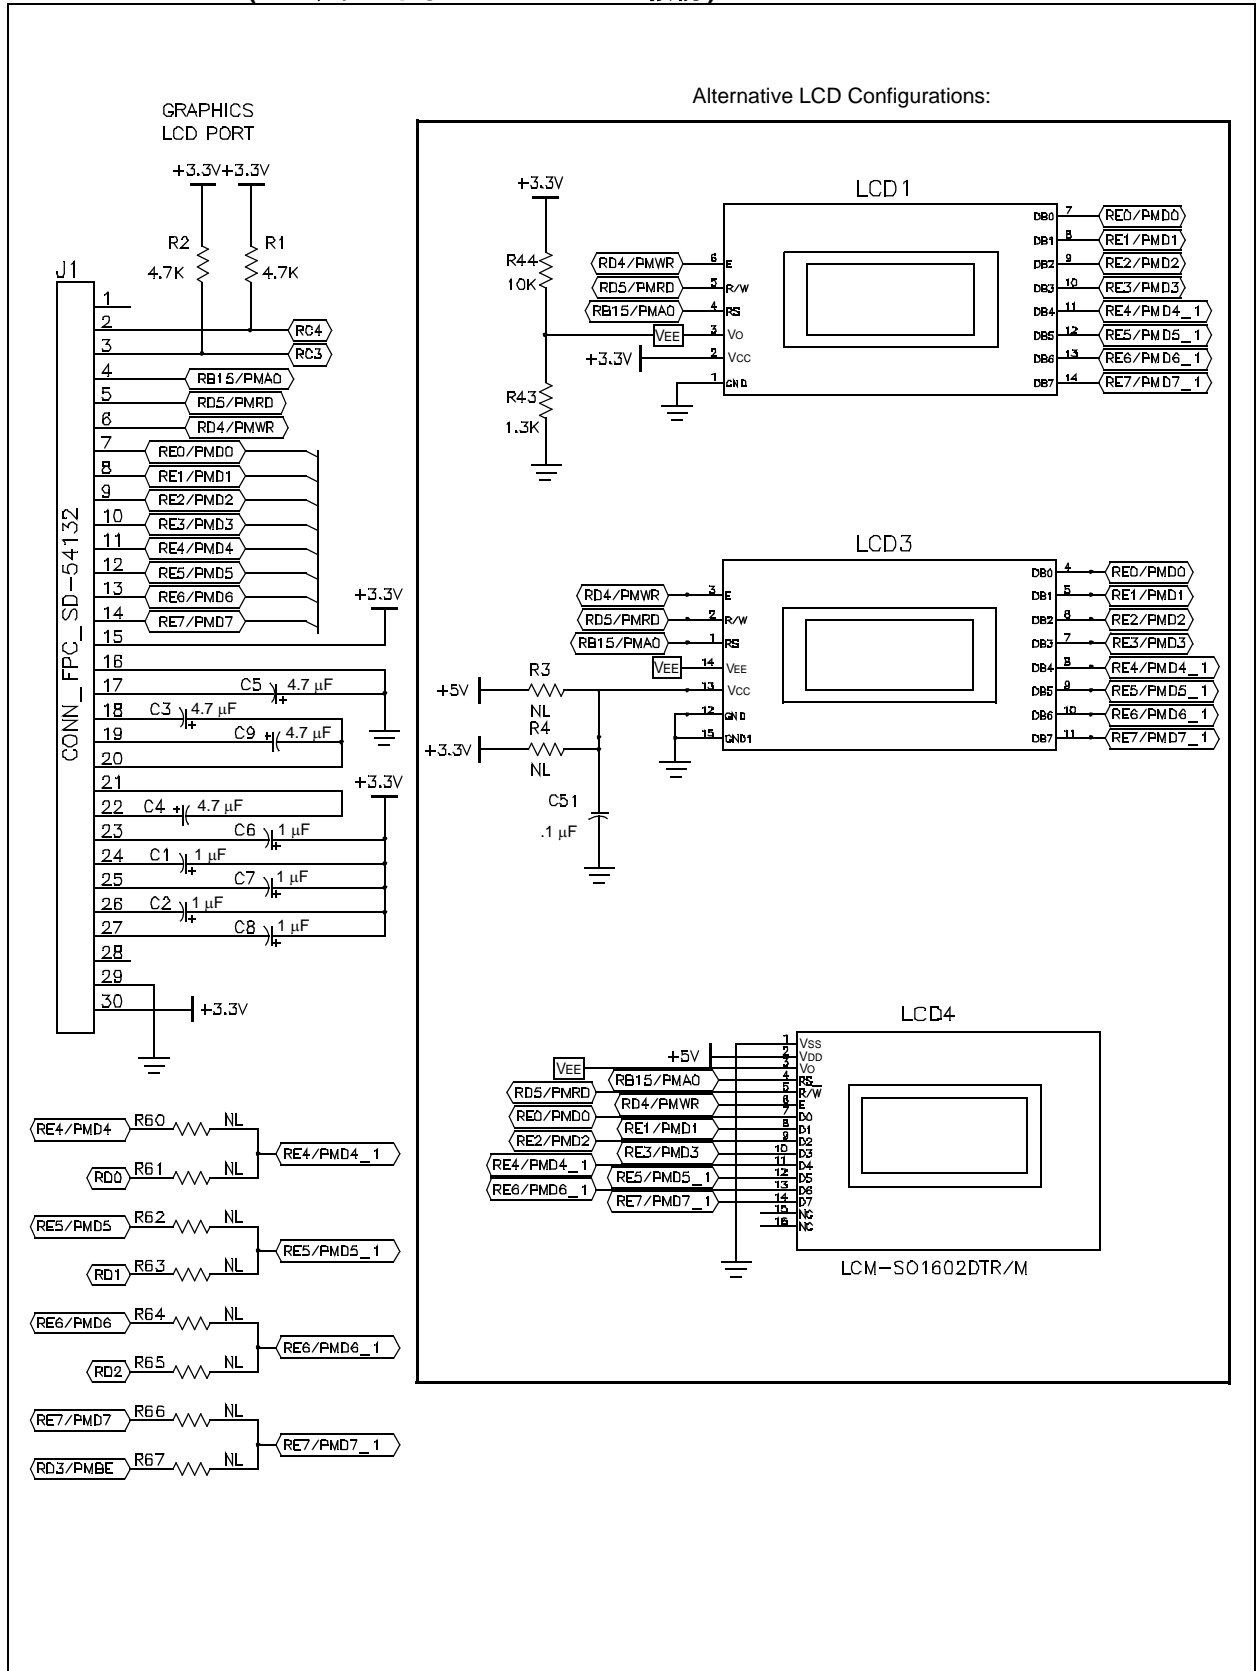 Alternative LCD Configurations:
GRAPHICS
LCD PORT
+3.3V +3.3V
R2
4.7K
R1
4.7K
J1
CONN_FPC_SD-54132
1
2
RC4
3
RC3
4 RB15/PMA0
5 RD5/PMRD
6 RD4/PMWR
7 RE0/PMD0
8 RE1/PMD1
9 RE2/PMD2
10 RE3/PMD3
11 RE4/PMD4
12 RE5/PMD5
13 RE6/PMD6
14 RE7/PMD7
+3.3V
15
16
17 C5 + 4.7 µF
18 C3 + 4.7 µF
19 C9 + 4.7 µF
20
21
+3.3V
22 C4 + 4.7 µF
23 C6 + 1 µF
24 C1 + 1 µF
25 C7 + 1 µF
26 C2 + 1 µF
27 C8 + 1 µF
28
29
30 +3.3V
RE4/PMD4 R60 NL
RE4/PMD4_1
RD0 R61 NL
RE5/PMD5 R62 NL
RE5/PMD5_1
RD1 R63 NL
RE6/PMD6 R64 NL
RE6/PMD6_1
RD2 R65 NL
RE7/PMD7 R66 NL
RE7/PMD7_1
RD3/PMBE R67 NL
LCD1
+3.3V
R44
10K
R43
1.3K
RD4/PMWR 6 E
RD5/PMRD 5 R/W
RB15/PMA0 4 RS
VEE 3 VO
+3.3V 2 VCC
1 GND
DB0 7 RE0/PMD0
DB1 8 RE1/PMD1
DB2 9 RE2/PMD2
DB3 10 RE3/PMD3
DB4 11 RE4/PMD4_1
DB5 12 RE5/PMD5_1
DB6 13 RE6/PMD6_1
DB7 14 RE7/PMD7_1
LCD3
RD4/PMWR 3 E
RD5/PMRD 2 R/W
RB15/PMA0 1 RS
VEE 14 VEE
13 VCC
12 GND
15 GND1
+5V
R3
NL
+3.3V
R4
NL
C51
.1 µF
DB0 4 RE0/PMD0
DB1 5 RE1/PMD1
DB2 6 RE2/PMD2
DB3 7 RE3/PMD3
DB4 8 RE4/PMD4_1
DB5 9 RE5/PMD5_1
DB6 10 RE6/PMD6_1
DB7 11 RE7/PMD7_1
LCD4
1 VSS
+5V 2 VDD
VEE 3 VO
RB15/PMA0 4 RS
RD5/PMRD 5 R/W
RD4/PMWR 6 E
RE0/PMD0 7 D0
RE1/PMD1 8 D1
RE2/PMD2 9 D2
RE3/PMD3 10 D3
RE4/PMD4_1 11 D4
RE5/PMD5_1 12 D5
RE6/PMD6_1 13 D6
RE7/PMD7_1 14 D7
15 NC
16 NC
LCM-SO1602DTR/M